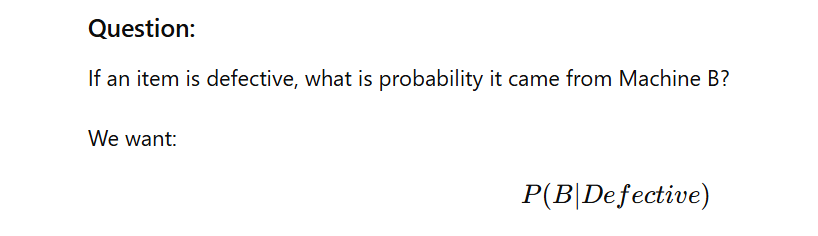 Question:
If an item is defective, what is probability it came from Machine B?
We want:
P(B|Defective)